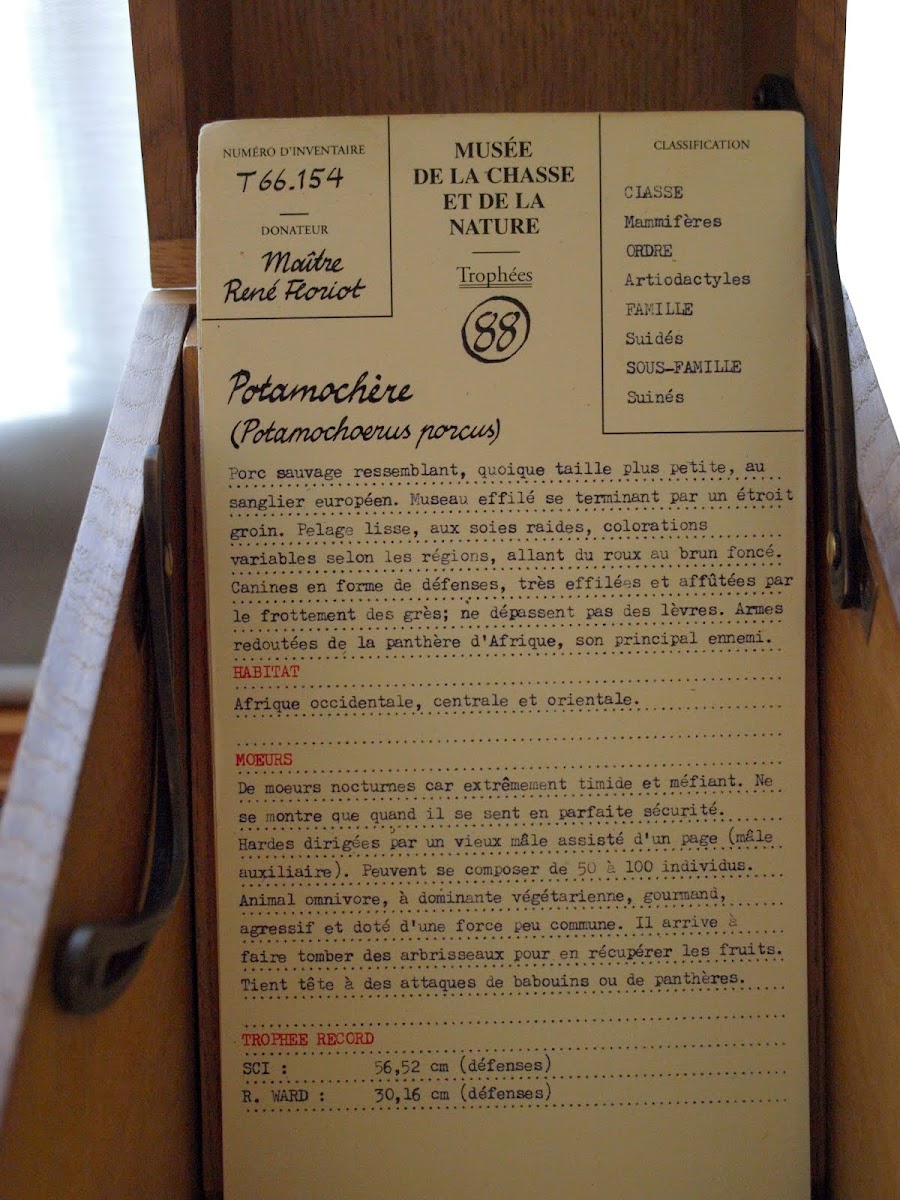 NUMÉRO D'INVENTAIRE
T66.154
DONATEUR
Maître
René Floriot
MUSÉE
DE LA CHASSE
ET DE LA
NATURE
Trophées
88
CLASSIFICATION
CLASSE
Mammifères
ORDRE
Artiodactyles
FAMILLE
Suidés
SOUS-FAMILLE
Suinés
Potamochère
(Potamochoerus porcus)
Porc sauvage ressemblant, quoique taille plus petite, au
sanglier européen. Museau effilé se terminant par un étroit
groin. Pelage lisse, aux soies raides, colorations
variables selon les régions, allant du roux au brun foncé.
Canines en forme de défenses, très effilées et affûtées par
le frottement des grès; ne dépassent pas des lèvres. Armes
redoutées de la panthère d'Afrique, son principal ennemi.
HABITAT
Afrique occidentale, centrale et orientale.
MOEURS
De moeurs nocturnes car extrêmement timide et méfiant. Ne
se montre que quand il se sent en parfaite sécurité.
Hardes dirigées par un vieux mâle assisté d'un page (mâle
auxiliaire). Peuvent se composer de 50 à 100 individus.
Animal omnivore, à dominante végétarienne, gourmand,
agressif et doté d'une force peu commune. Il arrive à
faire tomber des arbrisseaux pour en récupérer les fruits.
Tient tête à des attaques de babouins ou de panthères.
TROPHEE RECORD
SCI : 56,52 cm (défenses)
R. WARD : 30,16 cm (défenses)